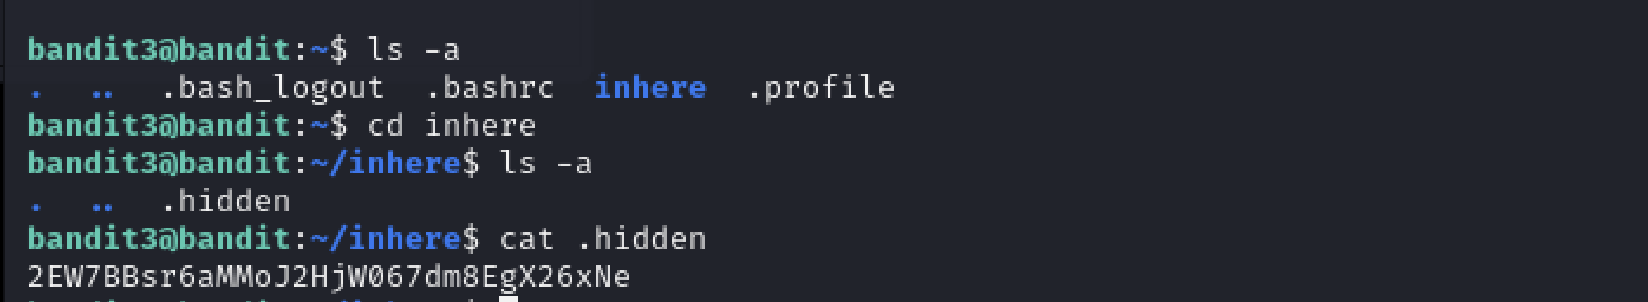 bandit3@bandit:~$ ls -a
.  ..  .bash_logout  .bashrc  inhere  .profile
bandit3@bandit:~$ cd inhere
bandit3@bandit:~/inhere$ ls -a
.  ..  .hidden
bandit3@bandit:~/inhere$ cat .hidden
2EW7BBsr6aMMoJ2HjW067dm8EgX26xNe